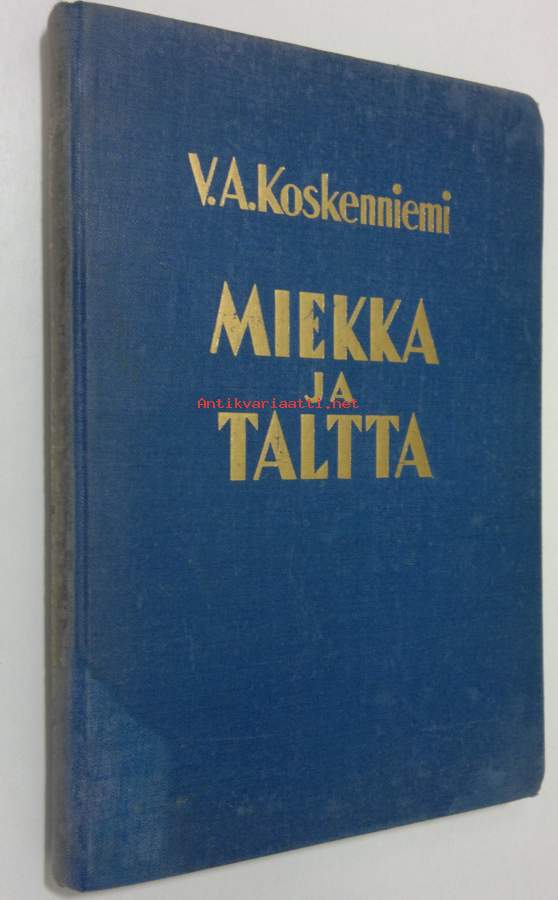 V.A.Koskenniemi
MIEKKA
JA
Antikvariaatti.net
TALTTA